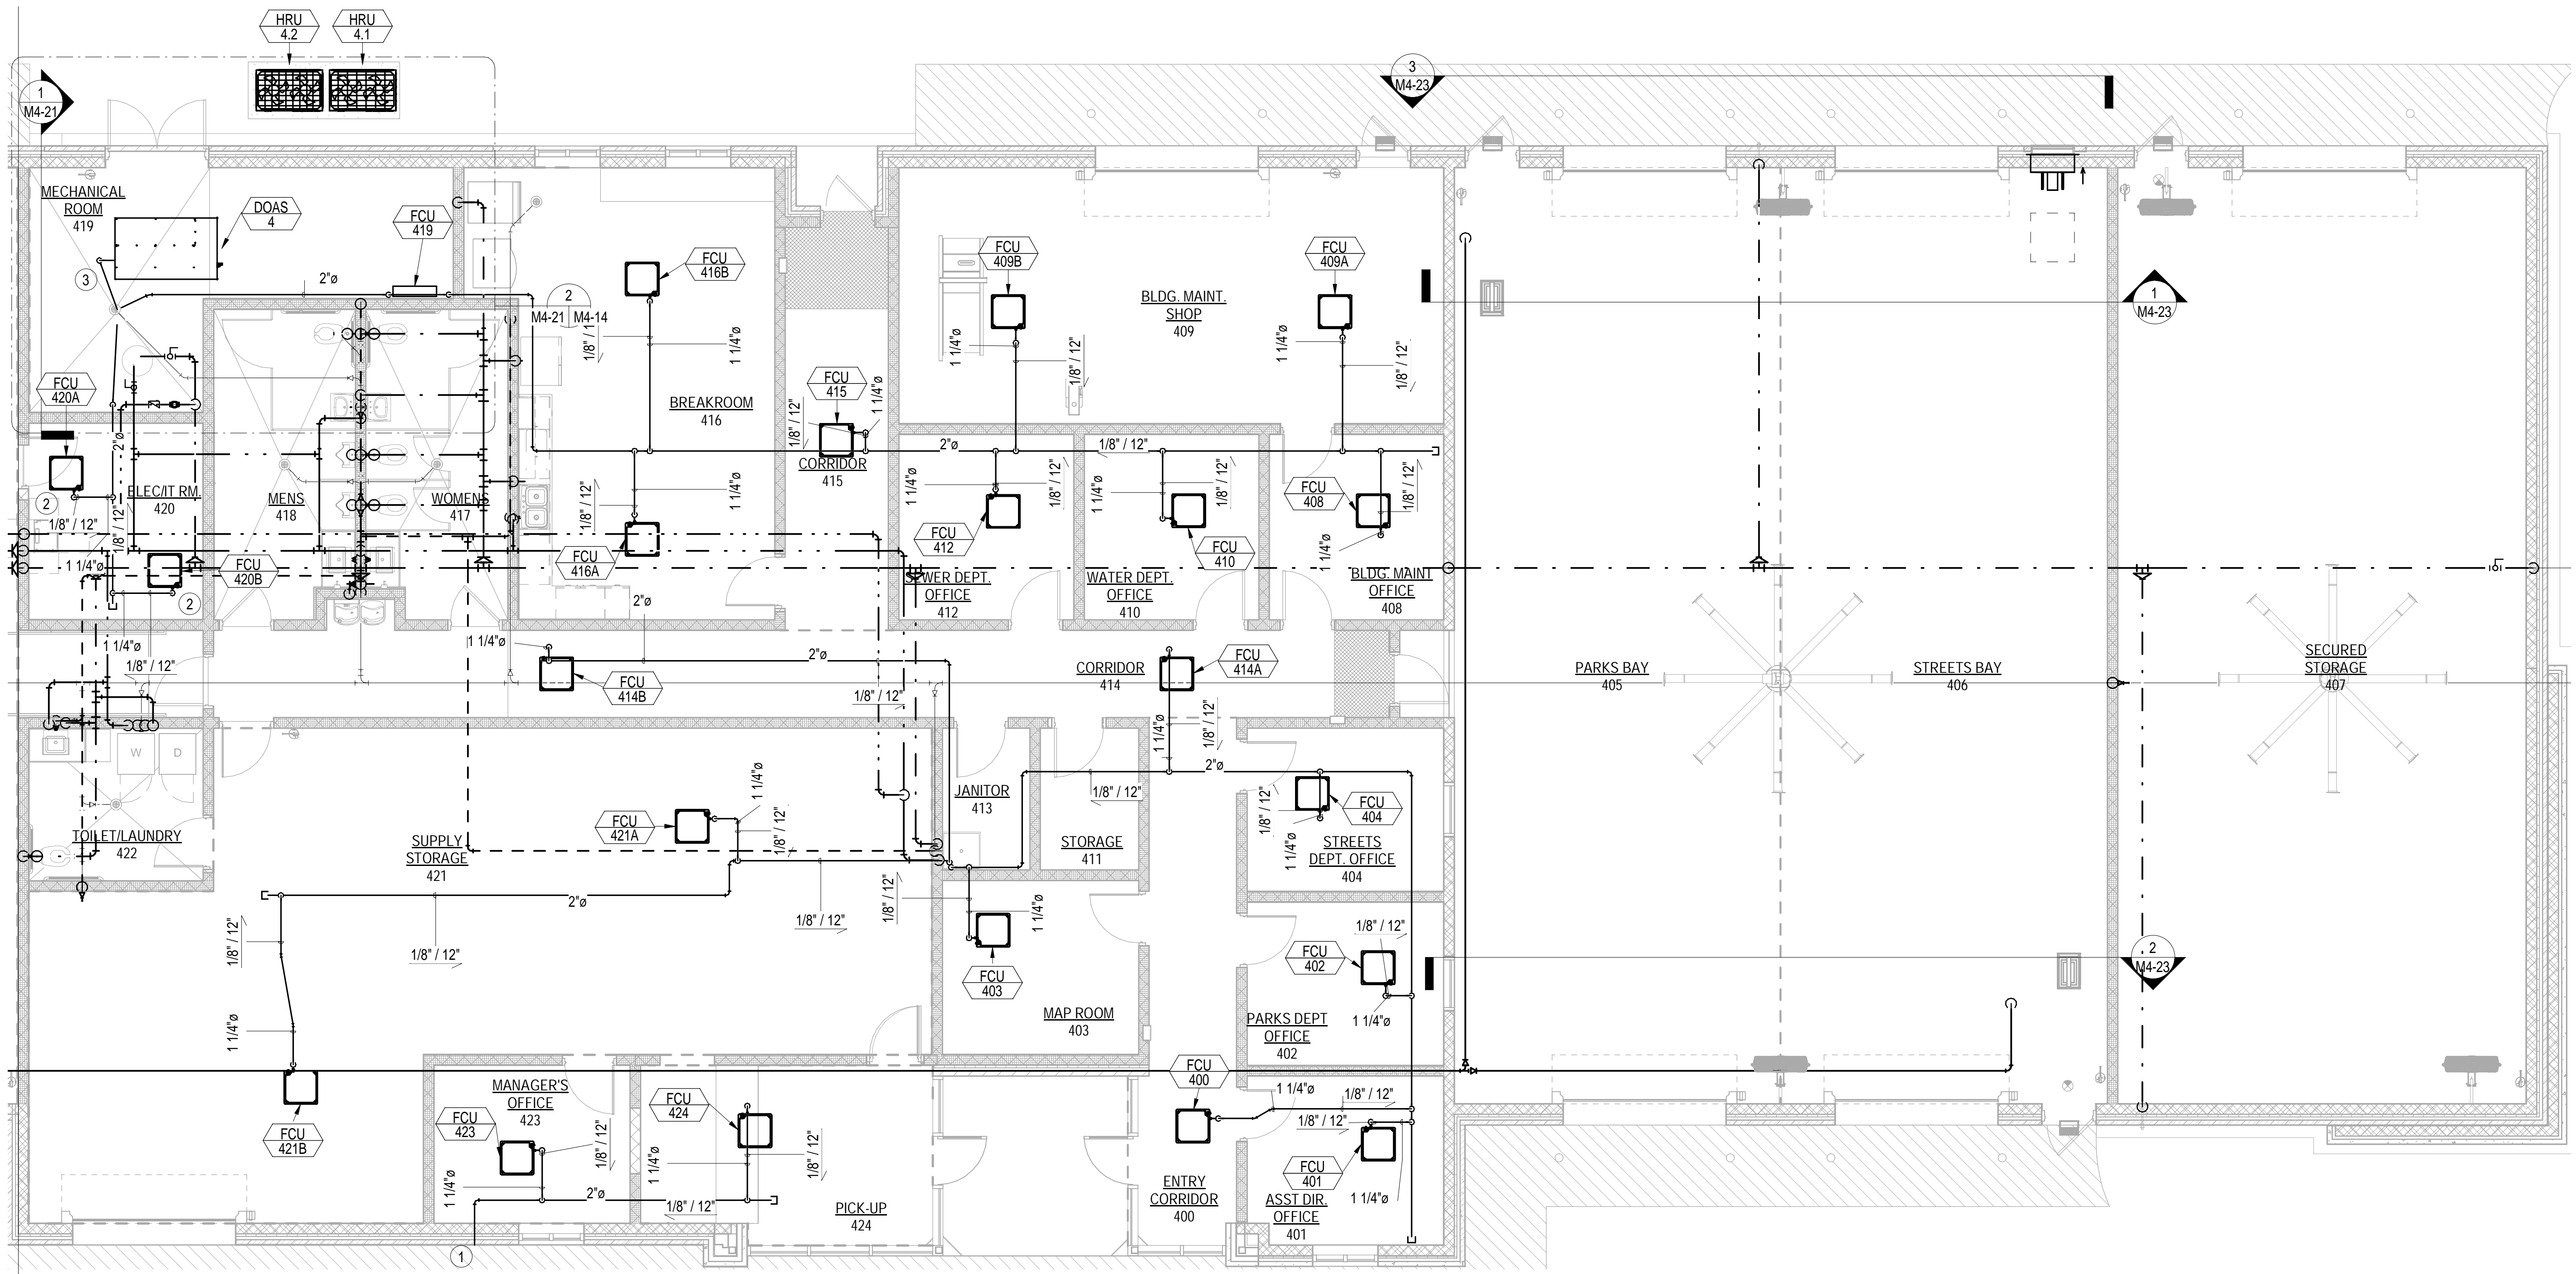 HRU
4.2
HRU
4.1
3
M4-23
1
M4-21
MECHANICAL
ROOM
419
DOAS
4
FCU
419
3
2"ø
FCU
416B
2
M4-21
M4-14
1/8" / 12"
1 1/4"ø
FCU
409B
FCU
409A
BLDG. MAINT.
SHOP
409
1 1/4"ø
1/8" / 12"
1 1/4"ø
1/8" / 12"
1
M4-23
FCU
420A
BREAKROOM
416
FCU
415
1 1/4"ø
1/8" / 12"
CORRIDOR
415
2"ø
2"ø
1/8" / 12"
2
ELEC/IT RM.
420
1/8" / 12"
1/8" / 12"
1 1/4"ø
MENS
418
WOMENS
417
1/8" / 12"
1 1/4"ø
FCU
416A
FCU
420B
2
1 1/4"ø
1/8" / 12"
FCU
412
SEWER DEPT.
OFFICE
412
1 1/4"ø
1/8" / 12"
FCU
410
WATER DEPT.
OFFICE
410
FCU
408
1/8" / 12"
1 1/4"ø
BLDG. MAINT
OFFICE
408
1 1/4"ø
1/8" / 12"
1 1/4"ø
2"ø
2"ø
FCU
414B
1/8" / 12"
CORRIDOR
414
FCU
414A
1 1/4"ø
1/8" / 12"
PARKS BAY
405
STREETS BAY
406
SECURED
STORAGE
407
W
D
TOILET/LAUNDRY
422
SUPPLY
STORAGE
421
FCU
421A
1 1/4"ø
1/8" / 12"
JANITOR
413
STORAGE
411
1/8" / 12"
2"ø
1/8" / 12"
1 1/4"ø
FCU
404
STREETS
DEPT. OFFICE
404
1/8" / 12"
2"ø
1/8" / 12"
1/8" / 12"
1/8" / 12"
1 1/4"ø
FCU
403
MAP ROOM
403
1/8" / 12"
FCU
402
1 1/4"ø
PARKS DEPT
OFFICE
402
2
M4-23
1 1/4"ø
FCU
421B
MANAGER'S
OFFICE
423
FCU
423
1/8" / 12"
1 1/4"ø
2"ø
FCU
424
1 1/4"ø
1/8" / 12"
1/8" / 12"
PICK-UP
424
FCU
400
1 1/4"ø
1/8" / 12"
1/8" / 12"
FCU
401
1 1/4"ø
ENTRY
CORRIDOR
400
ASST DIR.
OFFICE
401
1